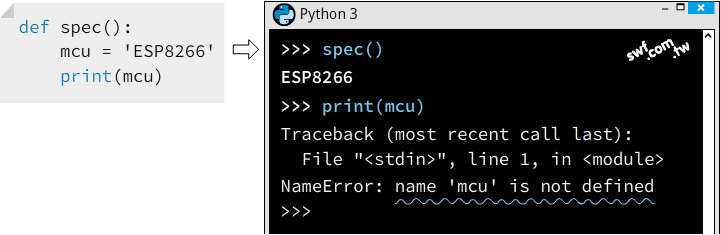 def spec():
    mcu = 'ESP8266'
    print(mcu)
Python 3
>>> spec()
ESP8266
>>> print(mcu)
Traceback (most recent call last):
  File "<stdin>", line 1, in <module>
NameError: name 'mcu' is not defined
>>>
swf.com.tw